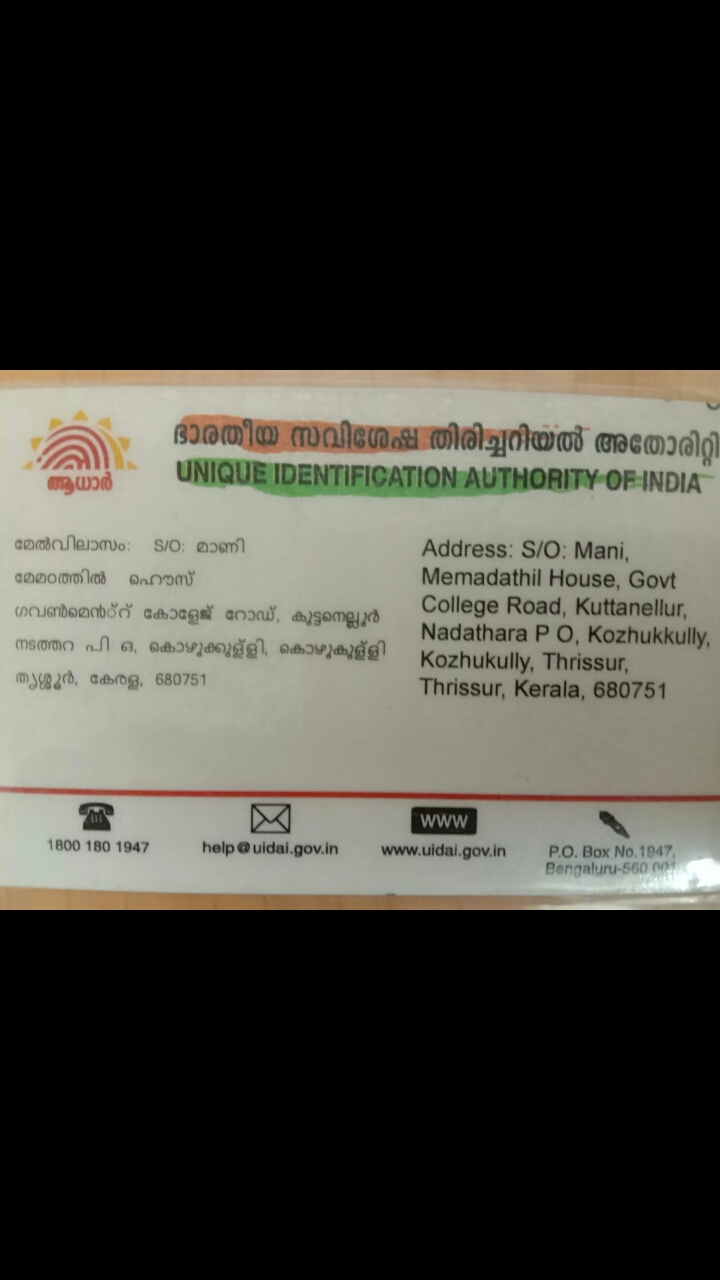 ഭാരതീയ സവിശേഷ തിരിച്ചറിയൽ അതോരിറ്റി
UNIQUE IDENTIFICATION AUTHORITY OF INDIA
ആധാർ
മേൽവിലാസം: S/O: മാണി
മേമഠത്തിൽ ഹൌസ്
ഗവൺമെൻ്റ് കോളേജ് റോഡ്, കുട്ടനെല്ലൂർ
നടത്തറ പി ഒ, കൊഴുക്കുള്ളി, കൊഴുകുള്ളി
തൃശ്ശൂർ, കേരള, 680751
Address: S/O: Mani,
Memadathil House, Govt
College Road, Kuttanellur,
Nadathara P O, Kozhukkully,
Kozhukully, Thrissur,
Thrissur, Kerala, 680751
1800 180 1947
help@uidai.gov.in
WWW
www.uidai.gov.in
P.O. Box No.1947,
Bengaluru-560 001